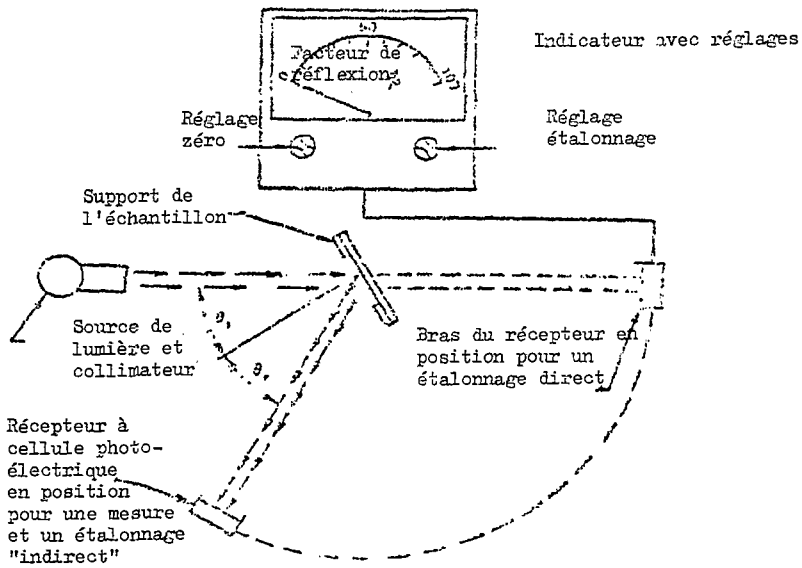 50
Indicateur avec réglages
Facteur de
réflexion
0
100
Réglage
zéro
Réglage
étalonnage
Support de
l'échantillon
Source de
lumière et
collimateur
Bras du récepteur en
position pour un
étalonnage direct
Récepteur à
cellule photo-
électrique
en position
pour une mesure
et un étalonnage
"indirect"